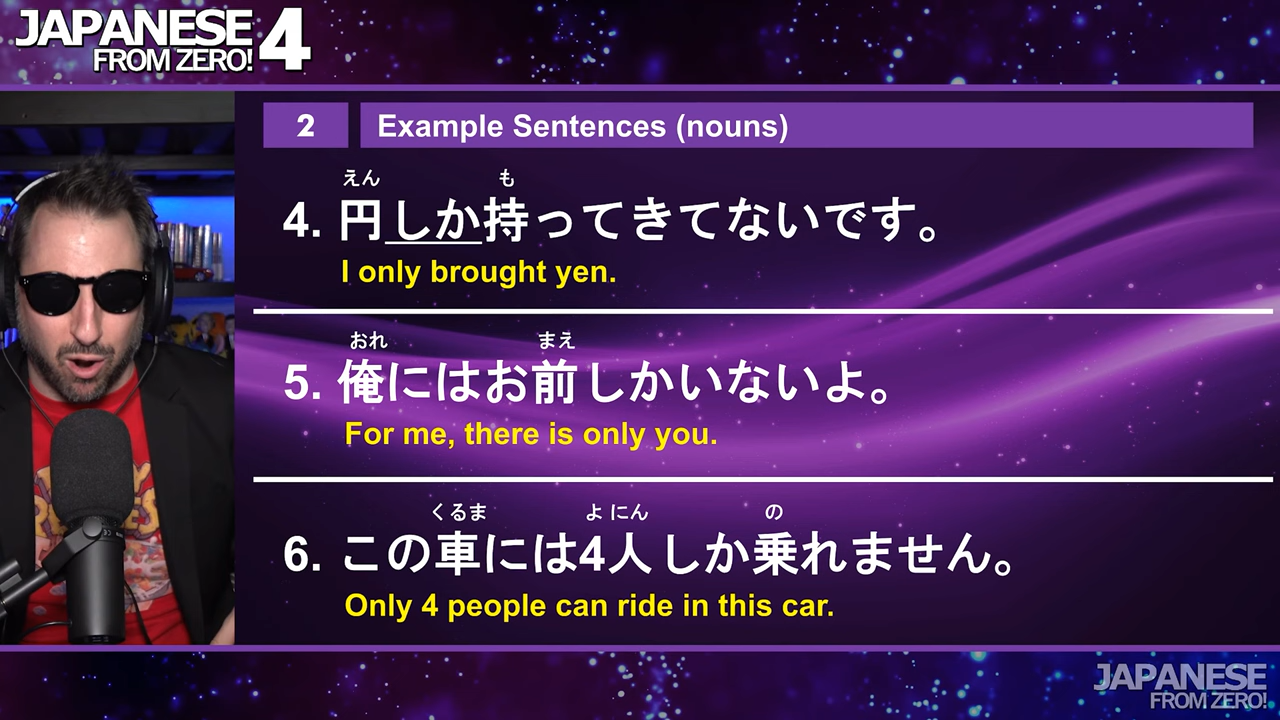 JAPANESE
FROM ZERO! 4
2 Example Sentences (nouns)
えん も
4. 円しか持ってきてないです。
I only brought yen.
おれ まえ
5. 俺にはお前しかいないよ。
For me, there is only you.
くるま よ にん の
6. この車には4人しか乗れません。
Only 4 people can ride in this car.
JAPANESE
FROM ZERO!